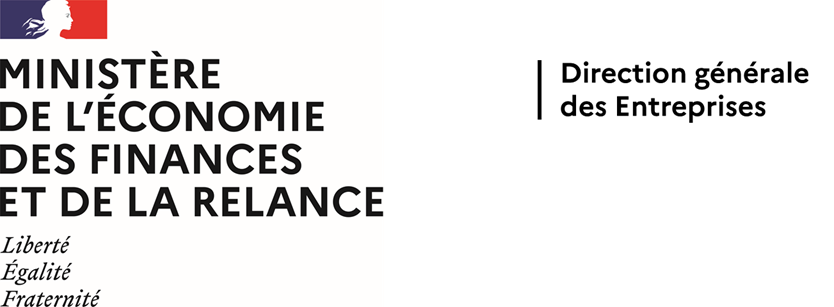 MINISTÈRE
DE L'ÉCONOMIE
DES FINANCES
ET DE LA RELANCE
Liberté
Égalité
Fraternité
Direction générale
des Entreprises